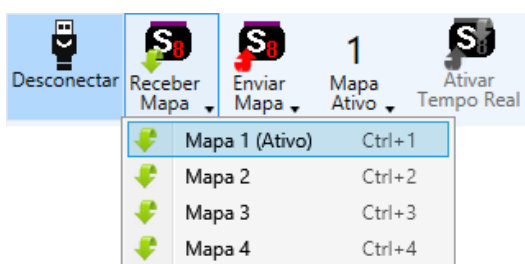 S8
S8
1
S8
Desconectar
Receber
Mapa
Enviar
Mapa
Mapa
Ativo
Ativar
Tempo Real
Mapa 1 (Ativo) Ctrl+1
Mapa 2 Ctrl+2
Mapa 3 Ctrl+3
Mapa 4 Ctrl+4